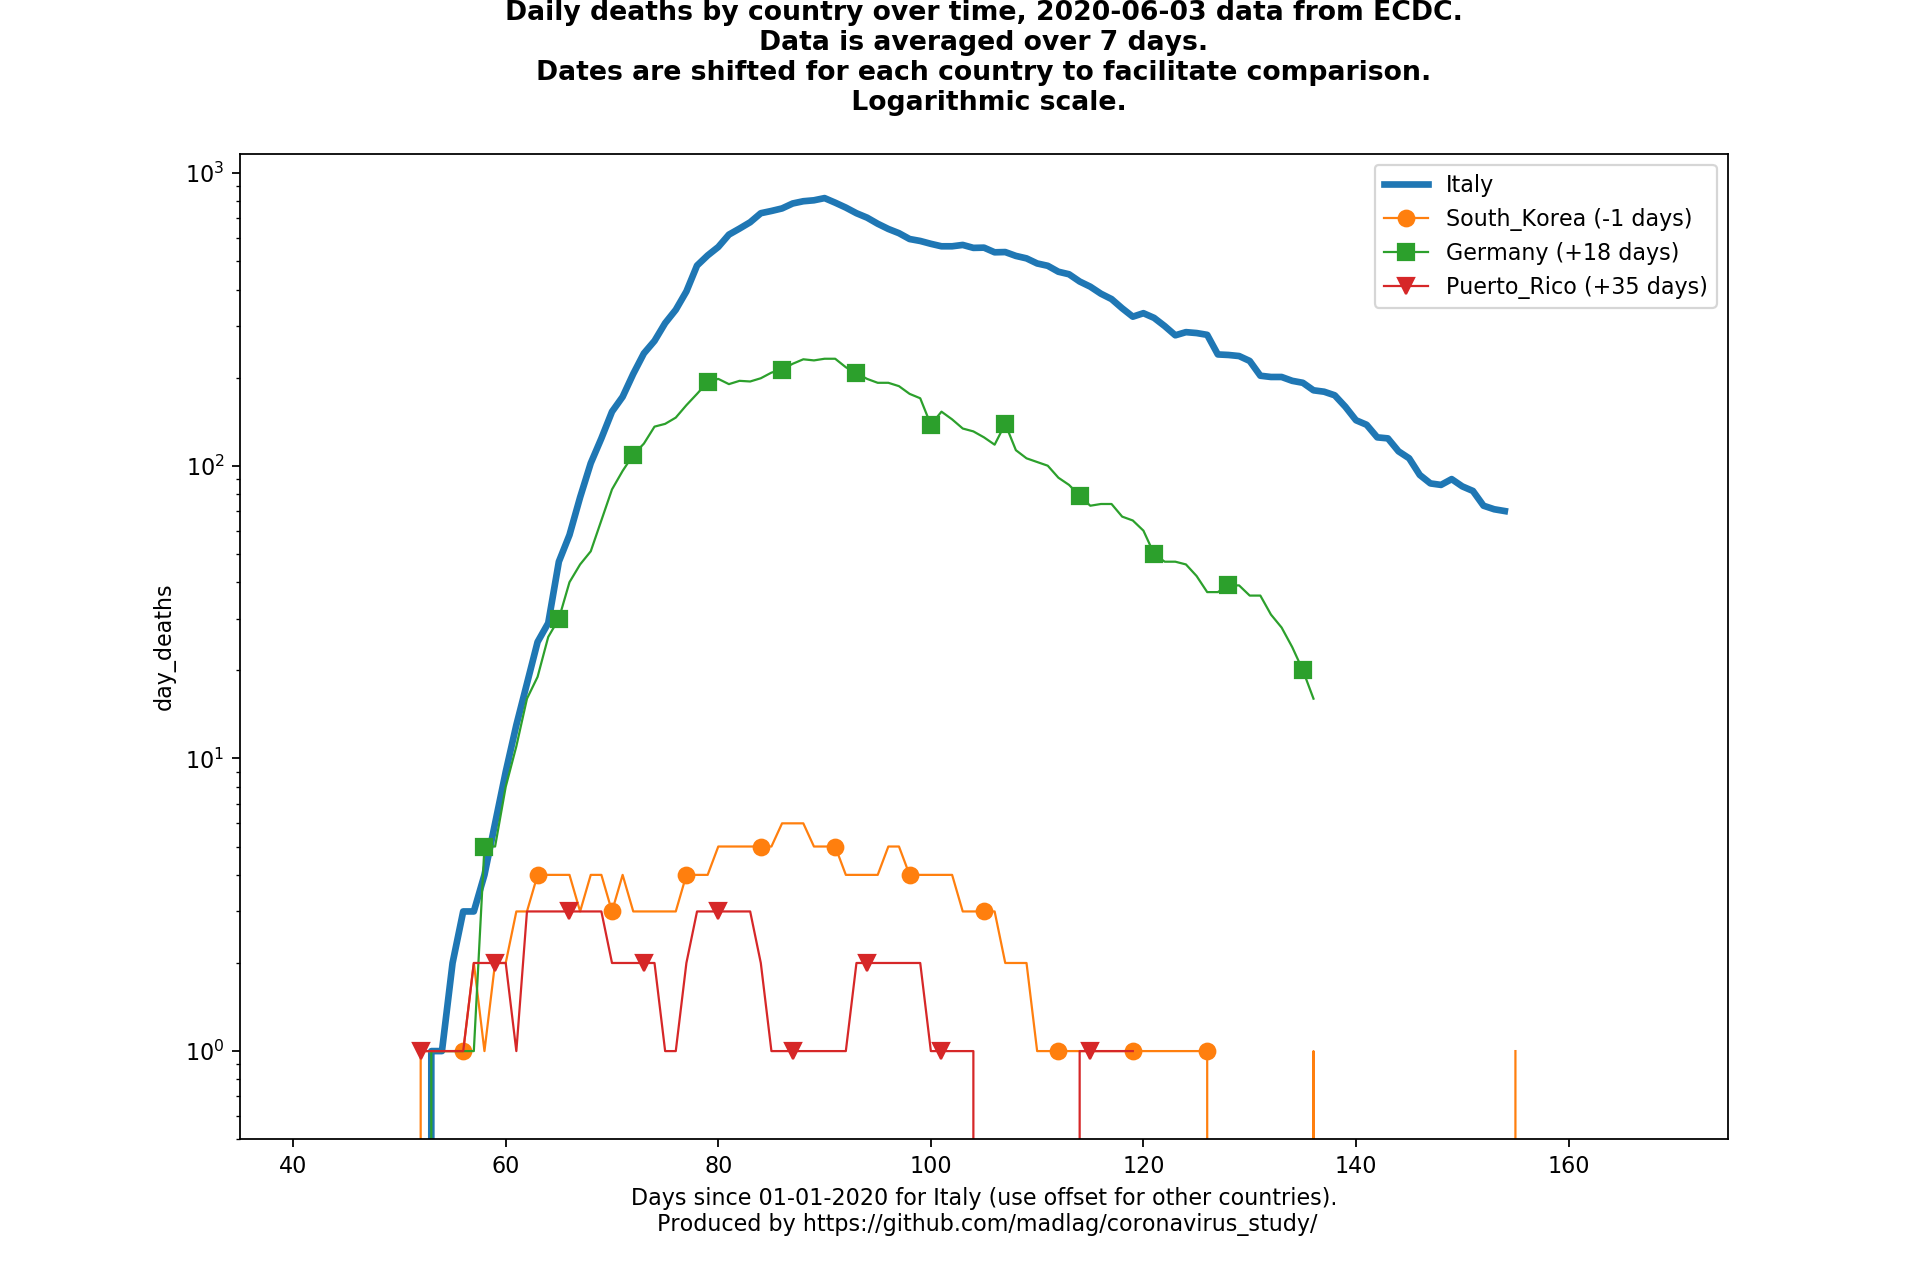 Daily deaths by country over time, 2020-06-03 data from ECDC.
Data is averaged over 7 days.
Dates are shifted for each country to facilitate comparison.
Logarithmic scale.
10³
10²
10¹
10⁰
day_deaths
Italy
South_Korea (-1 days)
Germany (+18 days)
Puerto_Rico (+35 days)
40 60 80 100 120 140 160
Days since 01-01-2020 for Italy (use offset for other countries).
Produced by https://github.com/madlag/coronavirus_study/